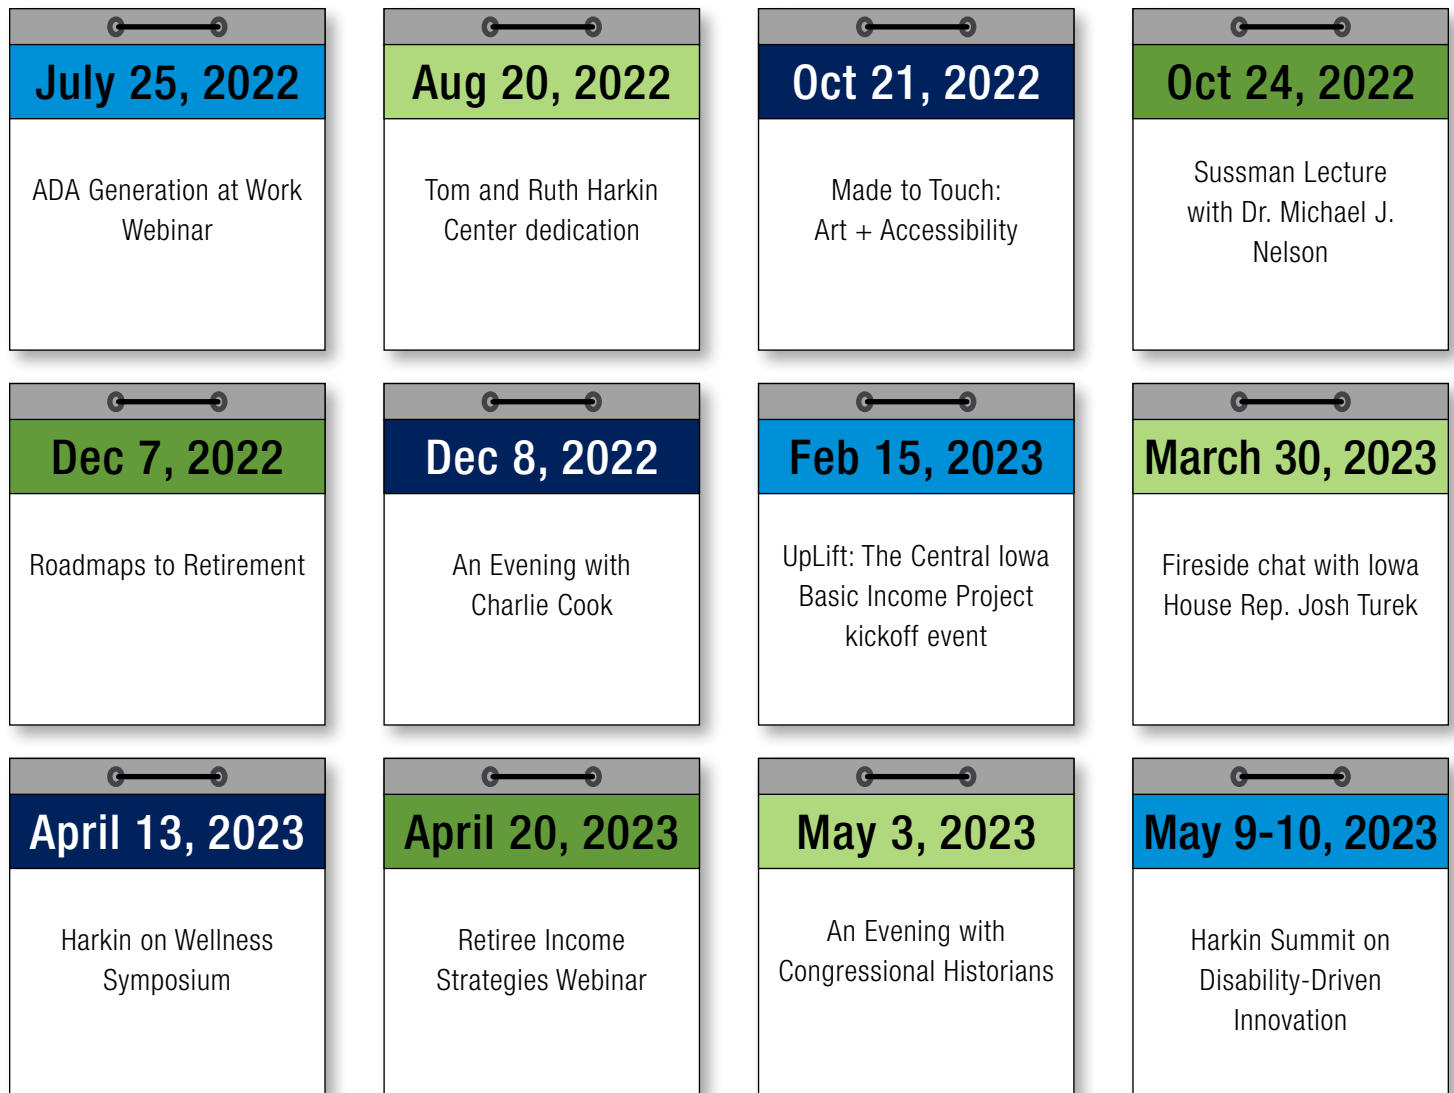 July 25, 2022
ADA Generation at Work
Webinar
Aug 20, 2022
Tom and Ruth Harkin
Center dedication
Oct 21, 2022
Made to Touch:
Art + Accessibility
Oct 24, 2022
Sussman Lecture
with Dr. Michael J.
Nelson
Dec 7, 2022
Roadmaps to Retirement
Dec 8, 2022
An Evening with
Charlie Cook
Feb 15, 2023
UpLift: The Central Iowa
Basic Income Project
kickoff event
March 30, 2023
Fireside chat with Iowa
House Rep. Josh Turek
April 13, 2023
Harkin on Wellness
Symposium
April 20, 2023
Retiree Income
Strategies Webinar
May 3, 2023
An Evening with
Congressional Historians
May 9-10, 2023
Harkin Summit on
Disability-Driven
Innovation